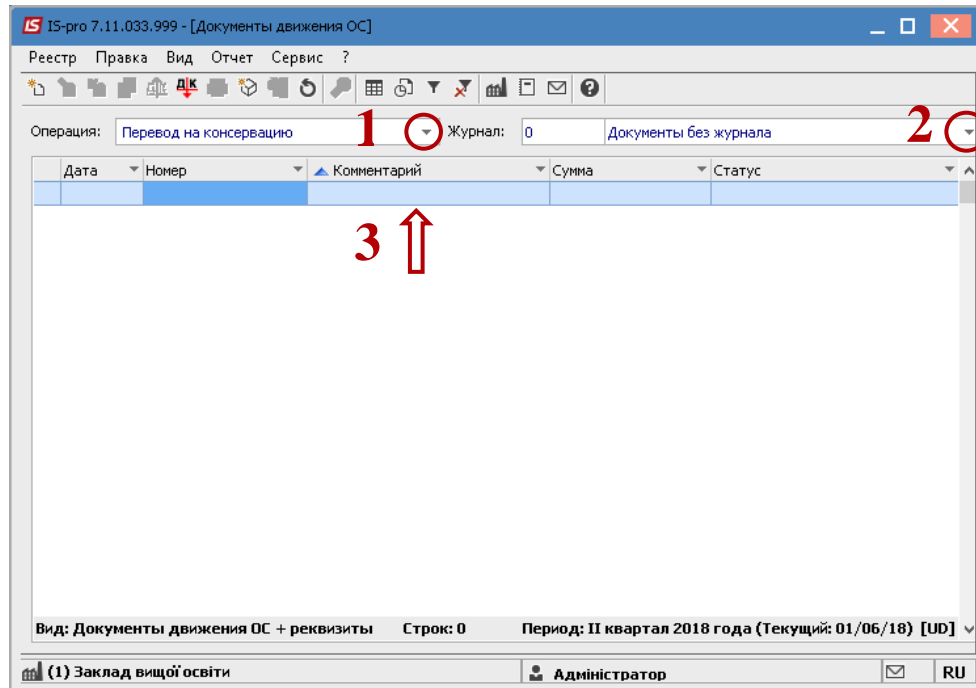 IS-pro 7.11.033.999 - [Документы движения ОС]
Реестр Правка Вид Отчет Сервис ?
Операция: Перевод на консервацию 1 Журнал: 0 Документы без журнала 2
Дата Номер Комментарий Сумма Статус
3
Вид: Документы движения ОС + реквизиты Строк: 0 Период: II квартал 2018 года (Текущий: 01/06/18) [UD]
(1) Заклад вищої освіти Адміністратор RU